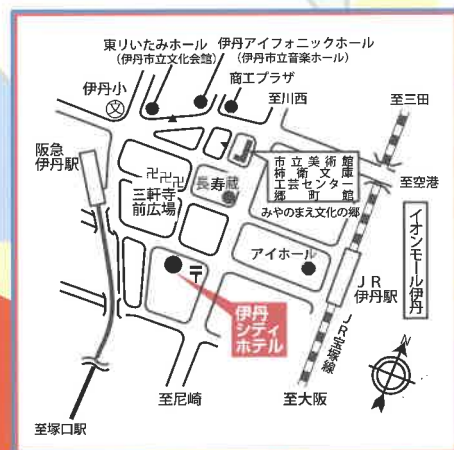 東リいたみホール
(伊丹市立文化会館)
伊丹アイフォニックホール
(伊丹市立音楽ホール)
商工プラザ
伊丹小
文
至川西
至三田
阪急
伊丹駅
卍卍卍
三軒寺
前広場
長寿蔵
市立美術館
柿衞文庫
工芸センター
郷町館
みやのまえ文化の郷
至空港
イオンモール伊丹
アイホール
JR
伊丹駅
〒
伊丹
シティ
ホテル
JR宝塚線
N
至尼崎
至大阪
至塚口駅